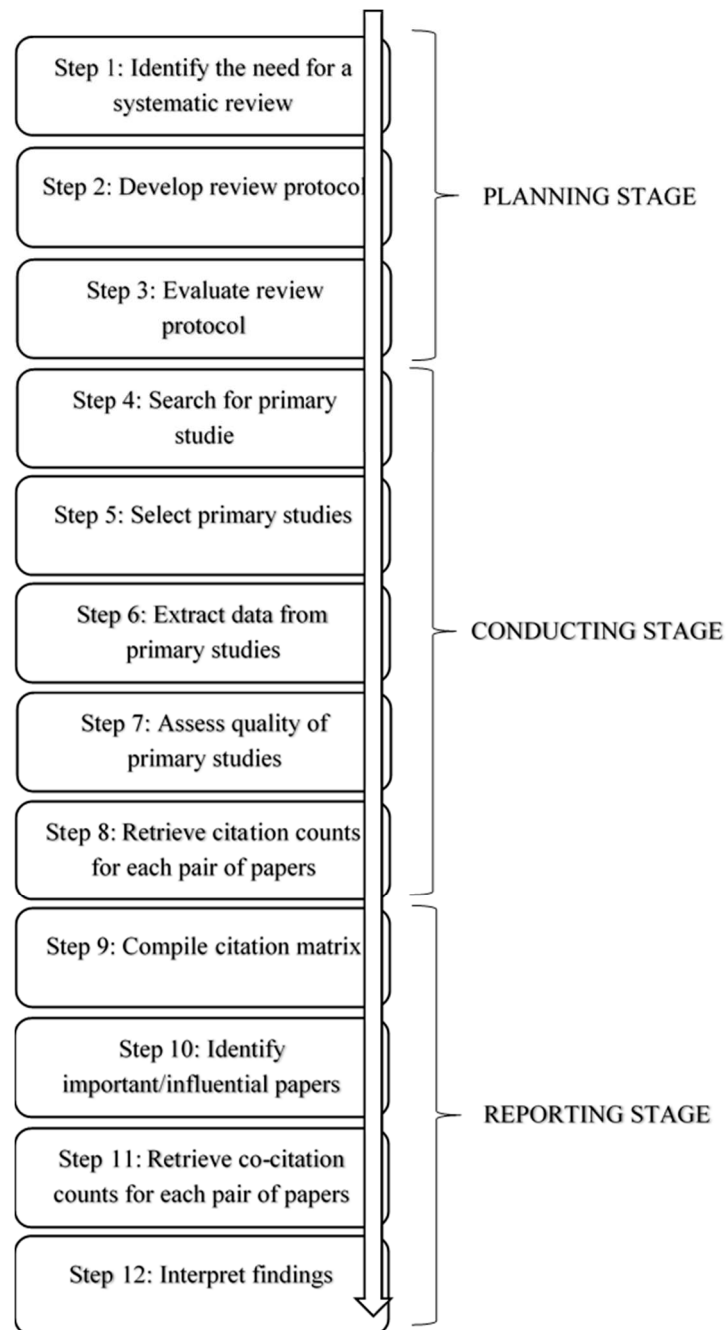 Step 1: Identify the need for a
systematic review
Step 2: Develop review protocol
Step 3: Evaluate review
protocol
PLANNING STAGE
Step 4: Search for primary
studie
Step 5: Select primary studies
Step 6: Extract data from
primary studies
Step 7: Assess quality of
primary studies
Step 8: Retrieve citation counts
for each pair of papers
CONDUCTING STAGE
Step 9: Compile citation matrix
Step 10: Identify
important/influential papers
Step 11: Retrieve co-citation
counts for each pair of papers
Step 12: Interpret findings
REPORTING STAGE